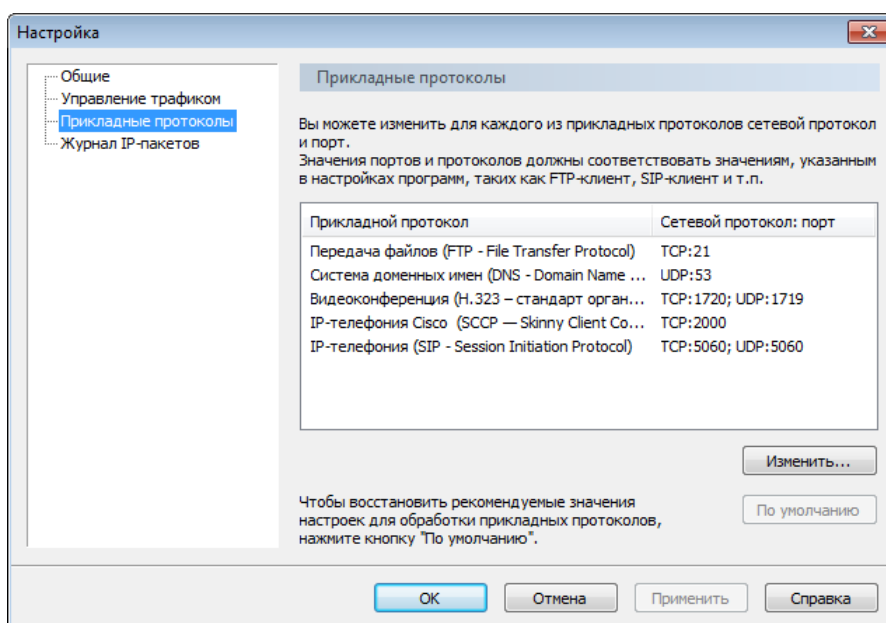 Настройка
Общие
Управление трафиком
Прикладные протоколы
Журнал IP-пакетов
Прикладные протоколы
Вы можете изменить для каждого из прикладных протоколов сетевой протокол
и порт.
Значения портов и протоколов должны соответствовать значениям, указанным
в настройках программ, таких как FTP-клиент, SIP-клиент и т.п.
Прикладной протокол Сетевой протокол: порт
Передача файлов (FTP - File Transfer Protocol) TCP:21
Система доменных имен (DNS - Domain Name ... UDP:53
Видеоконференция (H.323 – стандарт орган... TCP:1720; UDP:1719
IP-телефония Cisco (SCCP — Skinny Client Co... TCP:2000
IP-телефония (SIP - Session Initiation Protocol) TCP:5060; UDP:5060
Изменить...
Чтобы восстановить рекомендуемые значения
настроек для обработки прикладных протоколов,
нажмите кнопку "По умолчанию".
По умолчанию
OK Отмена Применить Справка